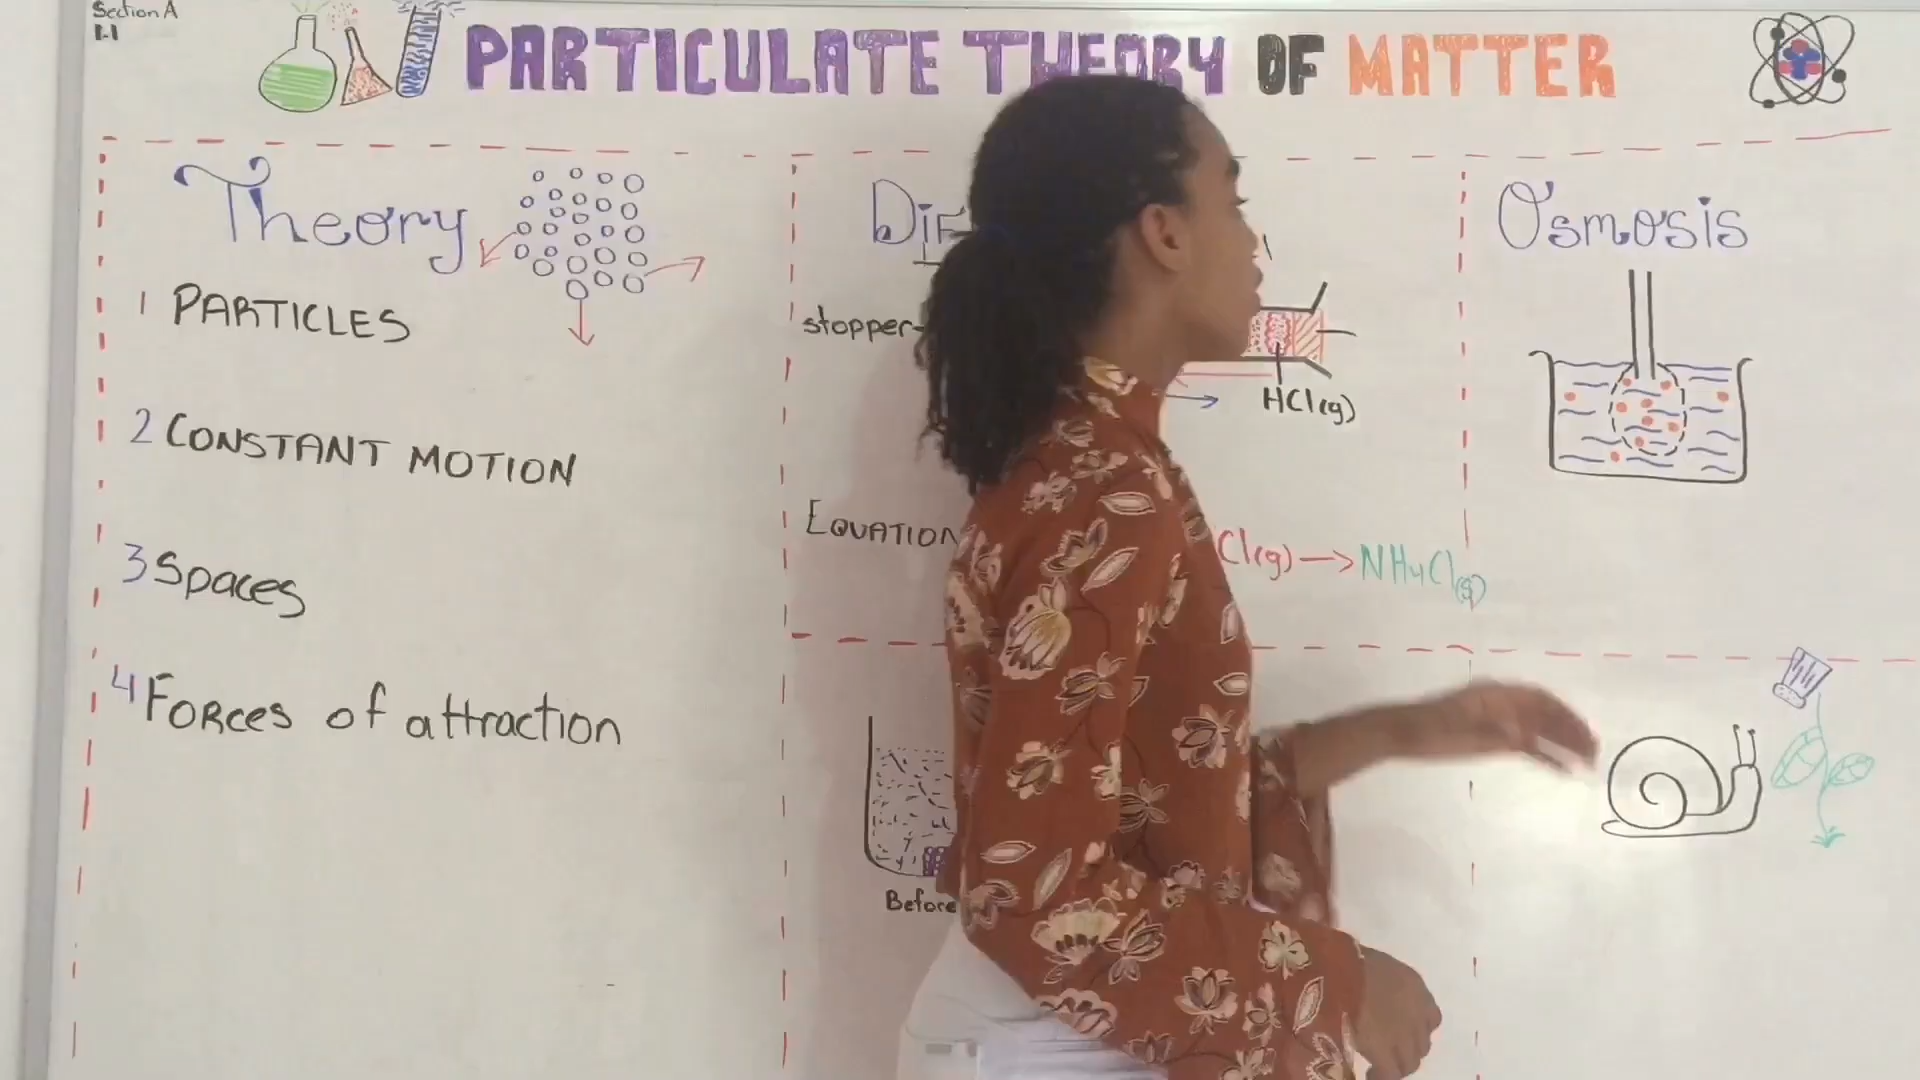 Section A
1.1
PARTICULATE THEORY OF MATTER
Theory
1 PARTICLES
2 CONSTANT MOTION
3 Spaces
4 Forces of attraction
stopper
HCl(g)
EQUATION
Cl(g) → NH4Cl(s)
Before
Osmosis